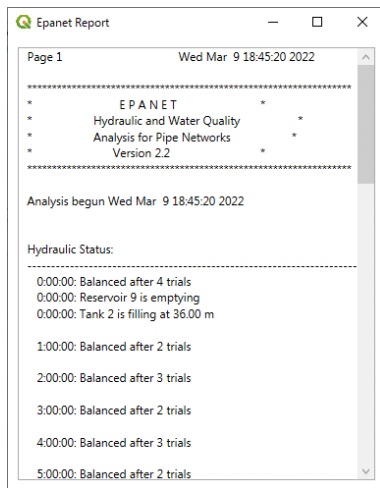 Epanet Report
Page 1 Wed Mar 9 18:45:20 2022
******************************************************************
* E P A N E T *
* Hydraulic and Water Quality *
* Analysis for Pipe Networks *
* Version 2.2 *
******************************************************************
Analysis begun Wed Mar 9 18:45:20 2022
Hydraulic Status:
-----------------------------------------------------------------------
0:00:00: Balanced after 4 trials
0:00:00: Reservoir 9 is emptying
0:00:00: Tank 2 is filling at 36.00 m
1:00:00: Balanced after 2 trials
2:00:00: Balanced after 3 trials
3:00:00: Balanced after 2 trials
4:00:00: Balanced after 3 trials
5:00:00: Balanced after 2 trials